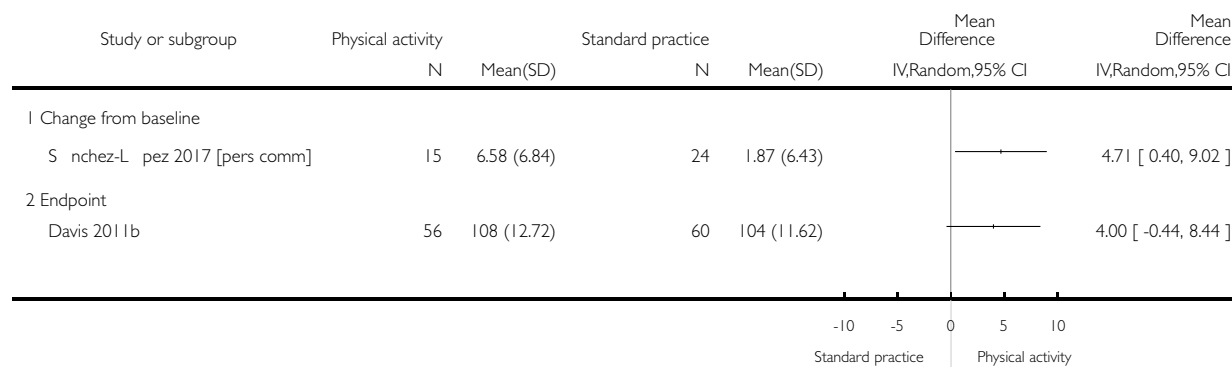 Study or subgroup Physical activity Standard practice Mean Difference Mean Difference
N Mean(SD) N Mean(SD) IV,Random,95% CI IV,Random,95% CI
1 Change from baseline
S nchez-L pez 2017 [pers comm] 15 6.58 (6.84) 24 1.87 (6.43) 4.71 [ 0.40, 9.02 ]
2 Endpoint
Davis 2011b 56 108 (12.72) 60 104 (11.62) 4.00 [ -0.44, 8.44 ]
-10 -5 0 5 10
Standard practice Physical activity